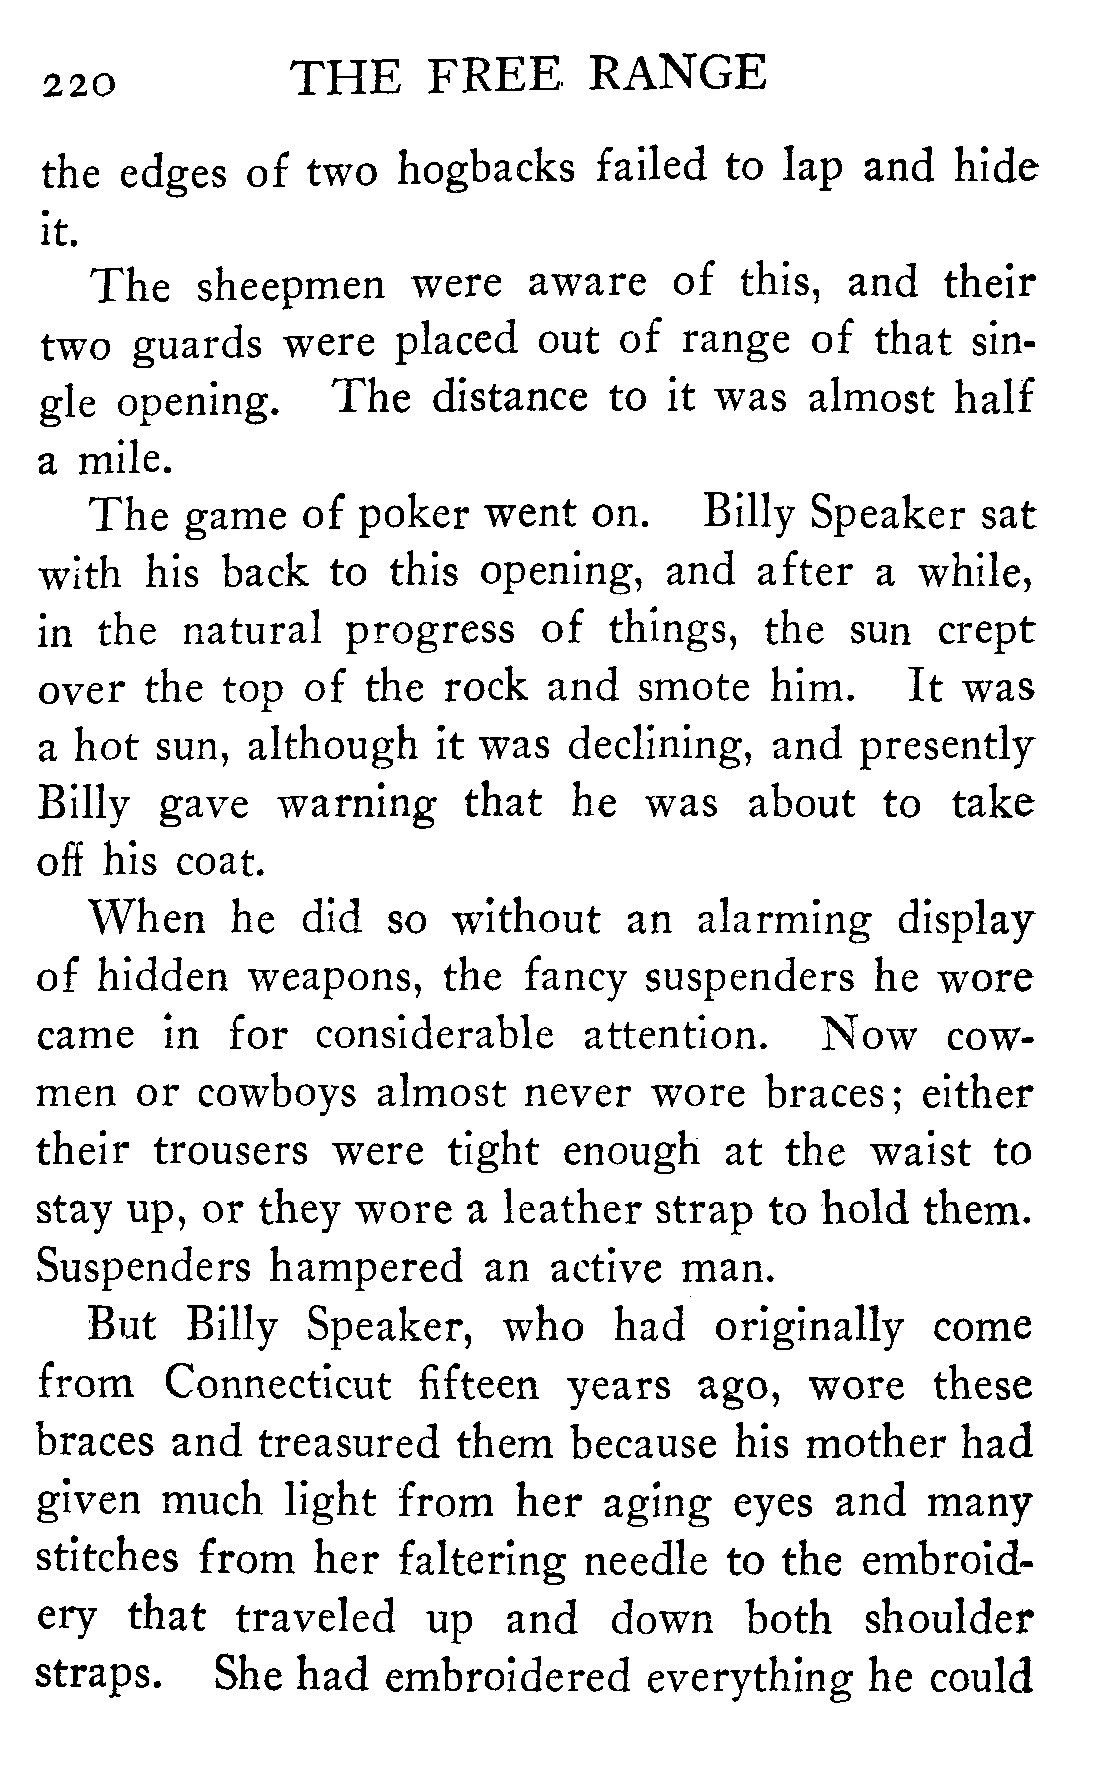 220 THE FREE RANGE
the edges of two hogbacks failed to lap and hide
it.
The sheepmen were aware of this, and their
two guards were placed out of range of that sin-
gle opening. The distance to it was almost half
a mile.
The game of poker went on. Billy Speaker sat
with his back to this opening, and after a while,
in the natural progress of things, the sun crept
over the top of the rock and smote him. It was
a hot sun, although it was declining, and presently
Billy gave warning that he was about to take
off his coat.
When he did so without an alarming display
of hidden weapons, the fancy suspenders he wore
came in for considerable attention. Now cow-
men or cowboys almost never wore braces; either
their trousers were tight enough at the waist to
stay up, or they wore a leather strap to hold them.
Suspenders hampered an active man.
But Billy Speaker, who had originally come
from Connecticut fifteen years ago, wore these
braces and treasured them because his mother had
given much light from her aging eyes and many
stitches from her faltering needle to the embroid-
ery that traveled up and down both shoulder
straps. She had embroidered everything he could